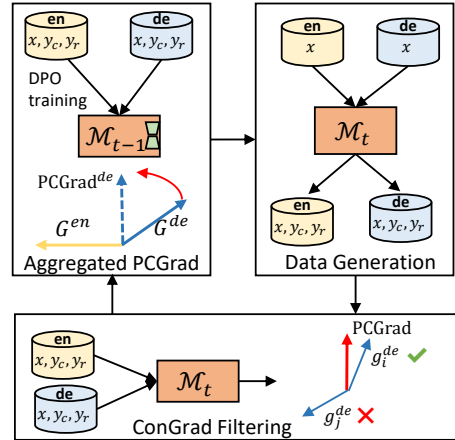 en
x, y_c, y_r
de
x, y_c, y_r
DPO
training
ℳ_{t−1}
PCGrad^{de}
G^{en}
G^{de}
Aggregated PCGrad
en
x
de
x
ℳ_t
en
x, y_c, y_r
de
x, y_c, y_r
Data Generation
en
x, y_c, y_r
de
x, y_c, y_r
ℳ_t
PCGrad
g_i^{de}
g_j^{de}
ConGrad Filtering